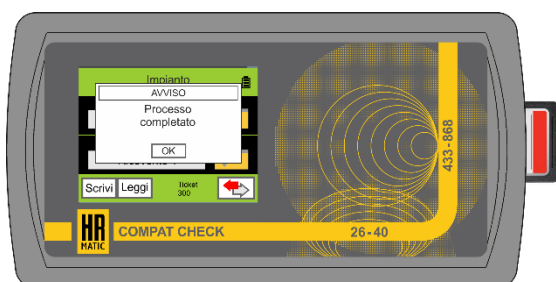 Impianto
AVVISO
Processo
completato
OK
Scrivi
Leggi
Ticket
300
433-868
HR
MATIC
COMPAT CHECK
26-40